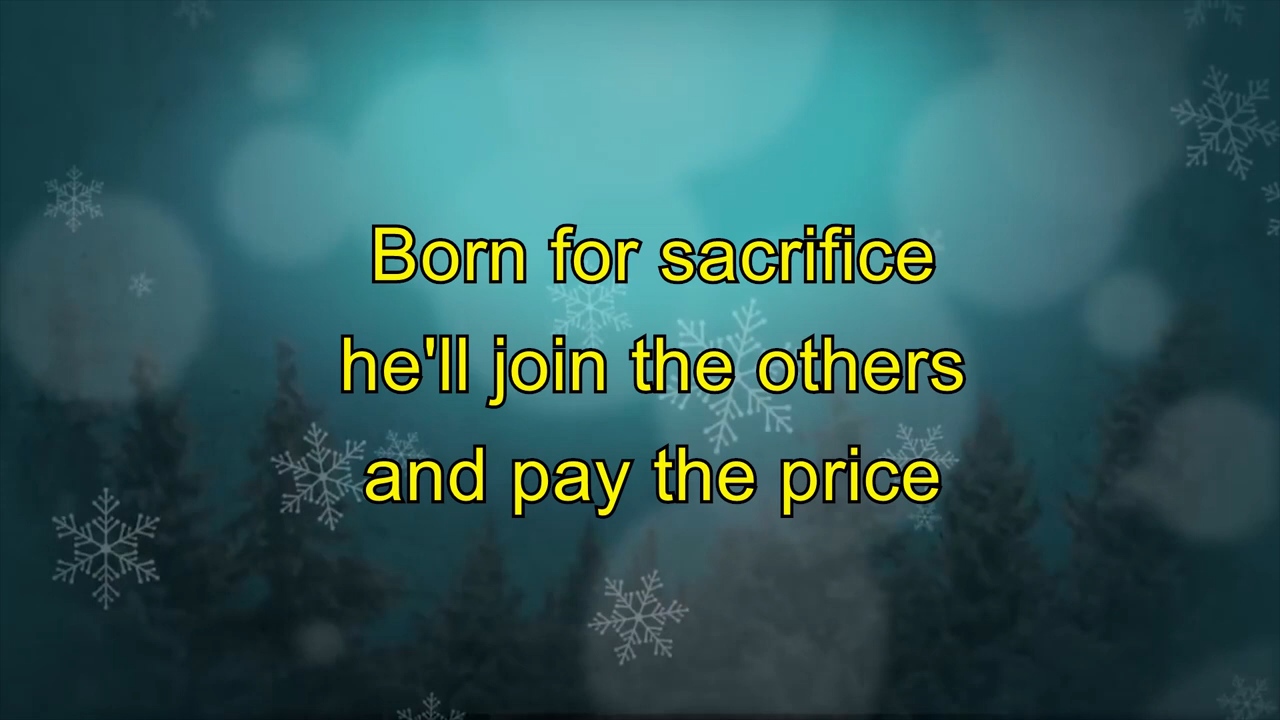 Born for sacrifice
he'll join the others
and pay the price